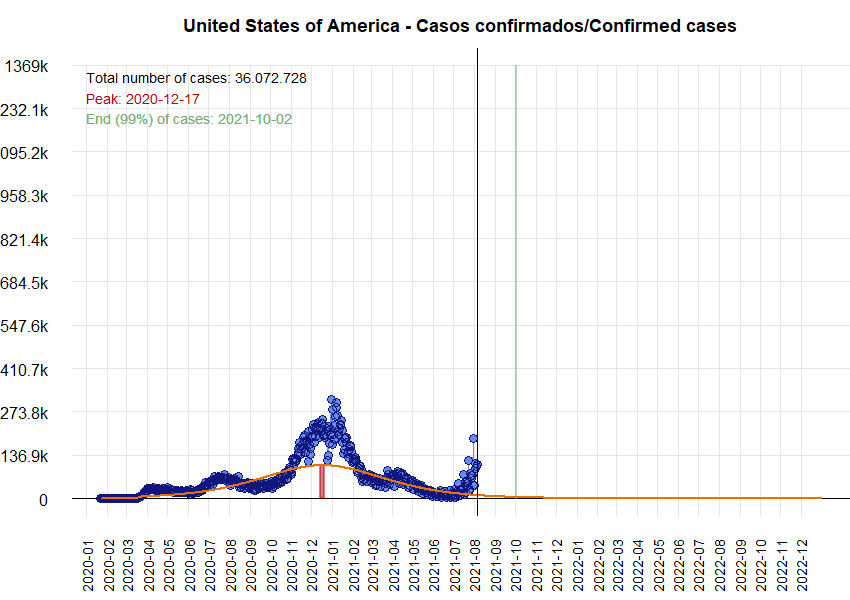 United States of America - Casos confirmados/Confirmed cases
1369k
232.1k
095.2k
958.3k
821.4k
684.5k
547.6k
410.7k
273.8k
136.9k
0
Total number of cases: 36.072.728
Peak: 2020-12-17
End (99%) of cases: 2021-10-02
2020-01
2020-02
2020-03
2020-04
2020-05
2020-06
2020-07
2020-08
2020-09
2020-10
2020-11
2020-12
2021-01
2021-02
2021-03
2021-04
2021-05
2021-06
2021-07
2021-08
2021-09
2021-10
2021-11
2021-12
2022-01
2022-02
2022-03
2022-04
2022-05
2022-06
2022-07
2022-08
2022-09
2022-10
2022-11
2022-12